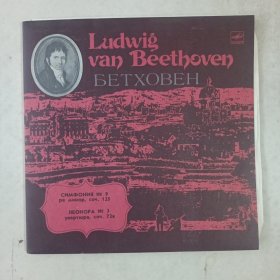 Ludwig
van Beethoven
БЕТХОВЕН
СИМФОНИЯ № 9
ре минор, соч. 125
ЛЕОНОРА № 3
увертюра, соч. 72а